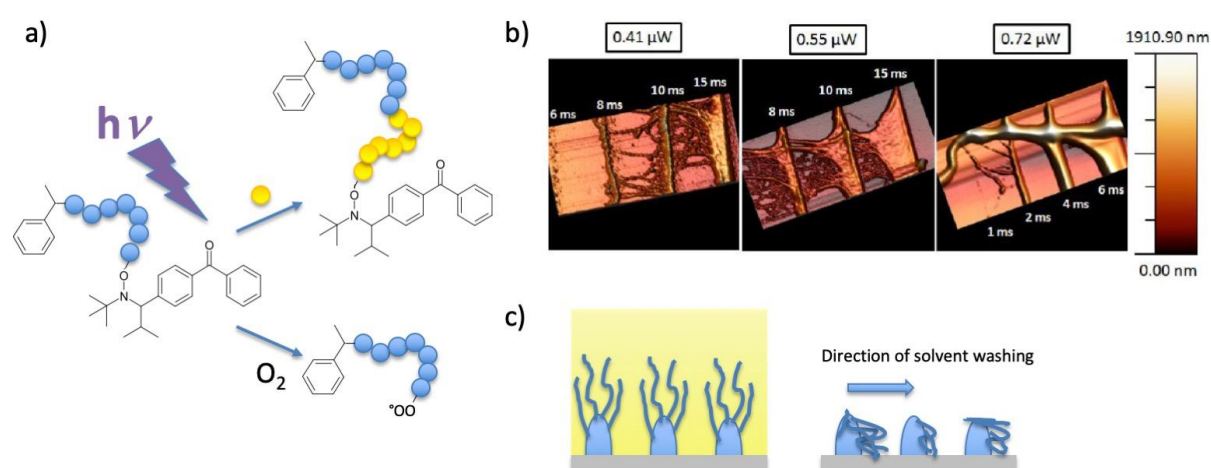 a)
hν
O
N
O
O
N
O
O₂
°OO
b)
0.41 µW
0.55 µW
0.72 µW
6 ms
8 ms
10 ms
15 ms
8 ms
10 ms
15 ms
1 ms
2 ms
4 ms
6 ms
1910.90 nm
0.00 nm
c)
Direction of solvent washing